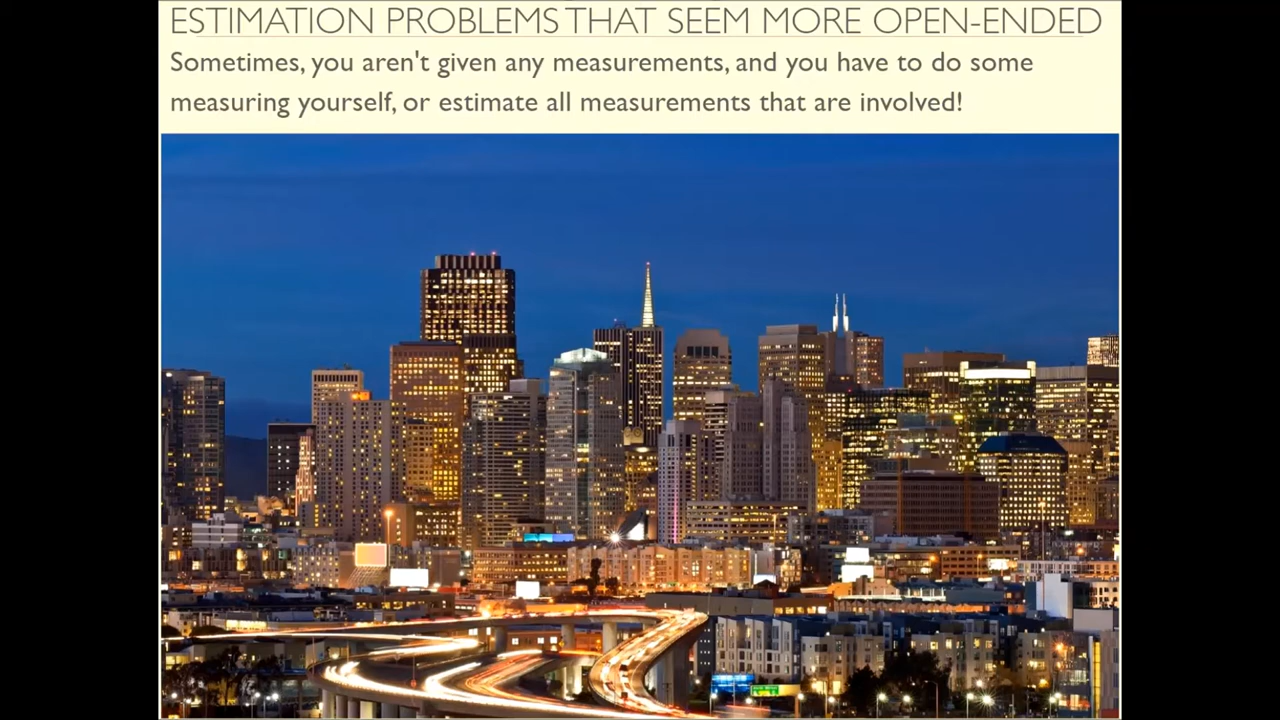 ESTIMATION PROBLEMS THAT SEEM MORE OPEN-ENDED
Sometimes, you aren't given any measurements, and you have to do some
measuring yourself, or estimate all measurements that are involved!